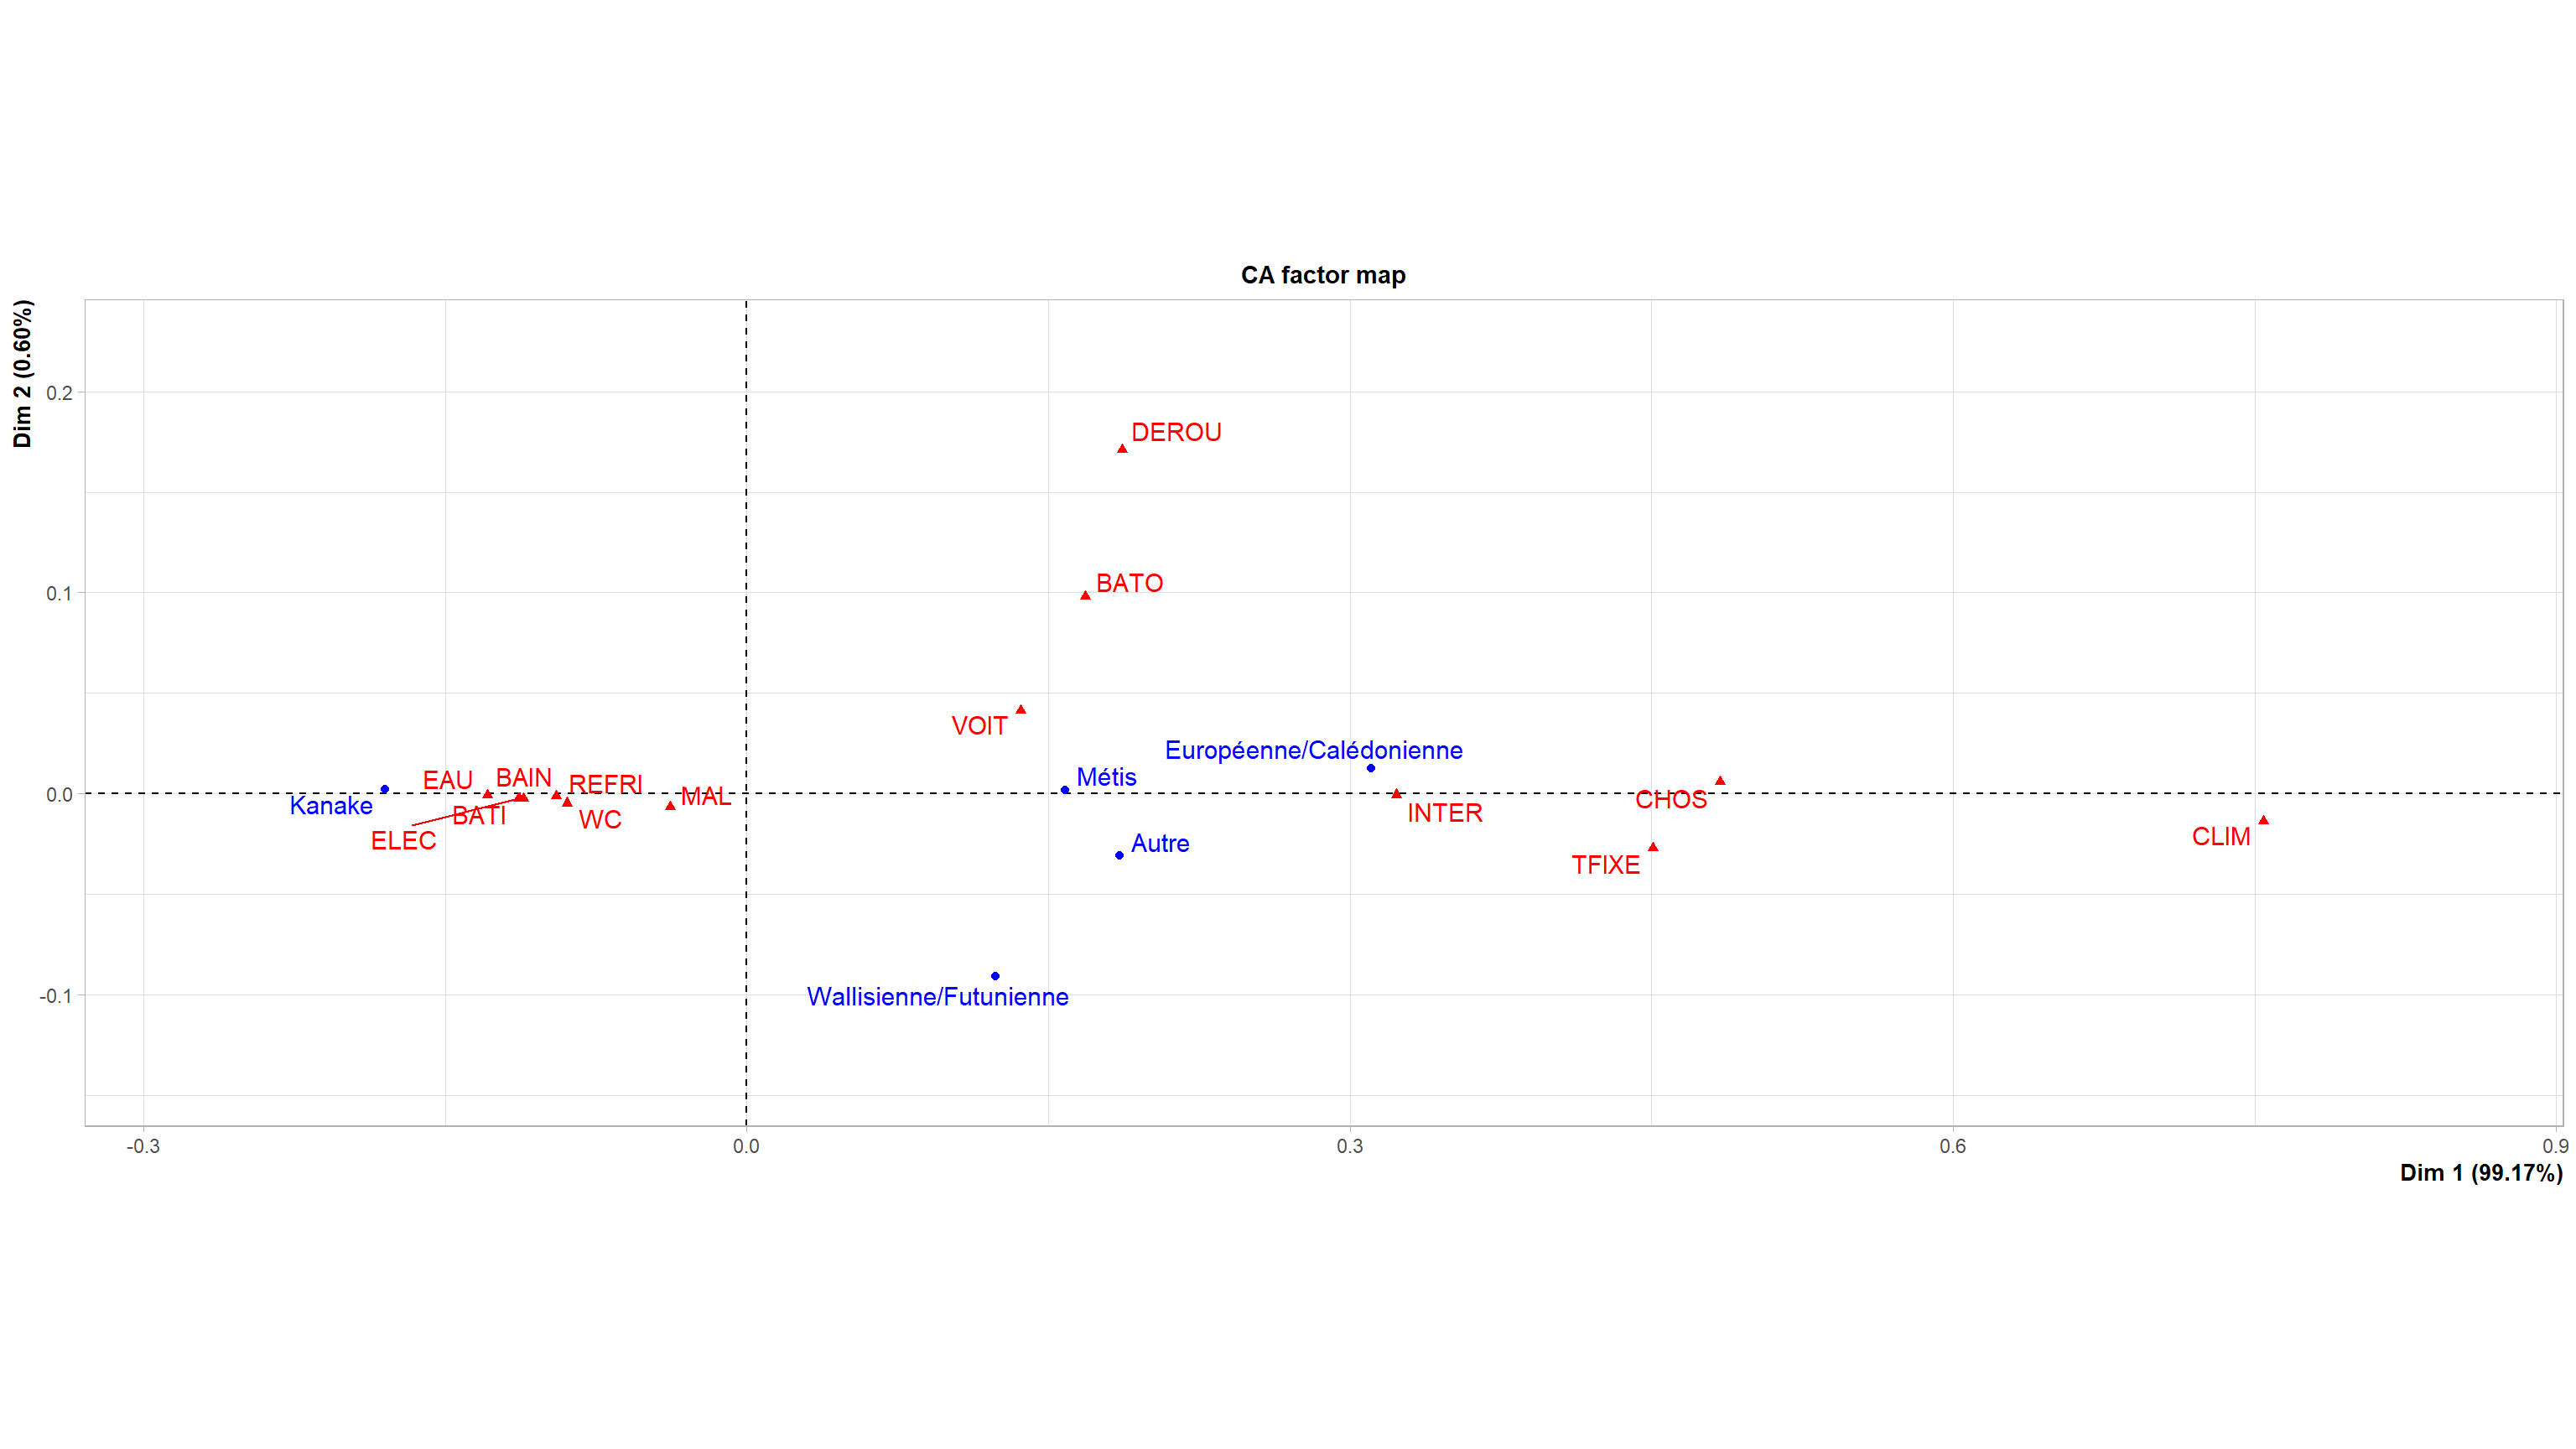 CA factor map
Dim 2 (0.60%)
0.2
DEROU
0.1
BATO
VOIT
Européenne/Calédonienne
0.0
Kanake
EAU
BAIN
REFRI
MAL
Métis
CHOS
BATI
WC
INTER
ELEC
Autre
TFIXE
CLIM
-0.1
Wallisienne/Futunienne
-0.3
0.0
0.3
0.6
0.9
Dim 1 (99.17%)